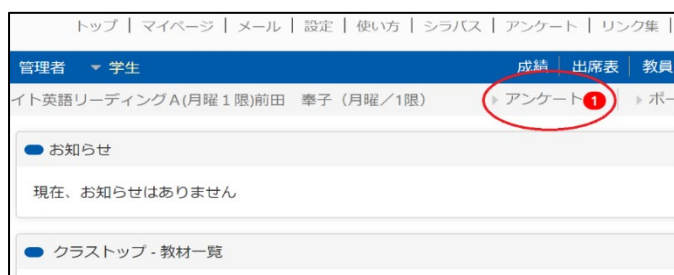 トップ | マイページ | メール | 設定 | 使い方 | シラバス | アンケート | リンク集 |
管理者 ▼ 学生 成績 | 出席表 | 教員
イト英語リーディングA(月曜１限)前田 奉子（月曜／1限） アンケート 1 ポー
お知らせ
現在、お知らせはありません
クラストップ - 教材一覧